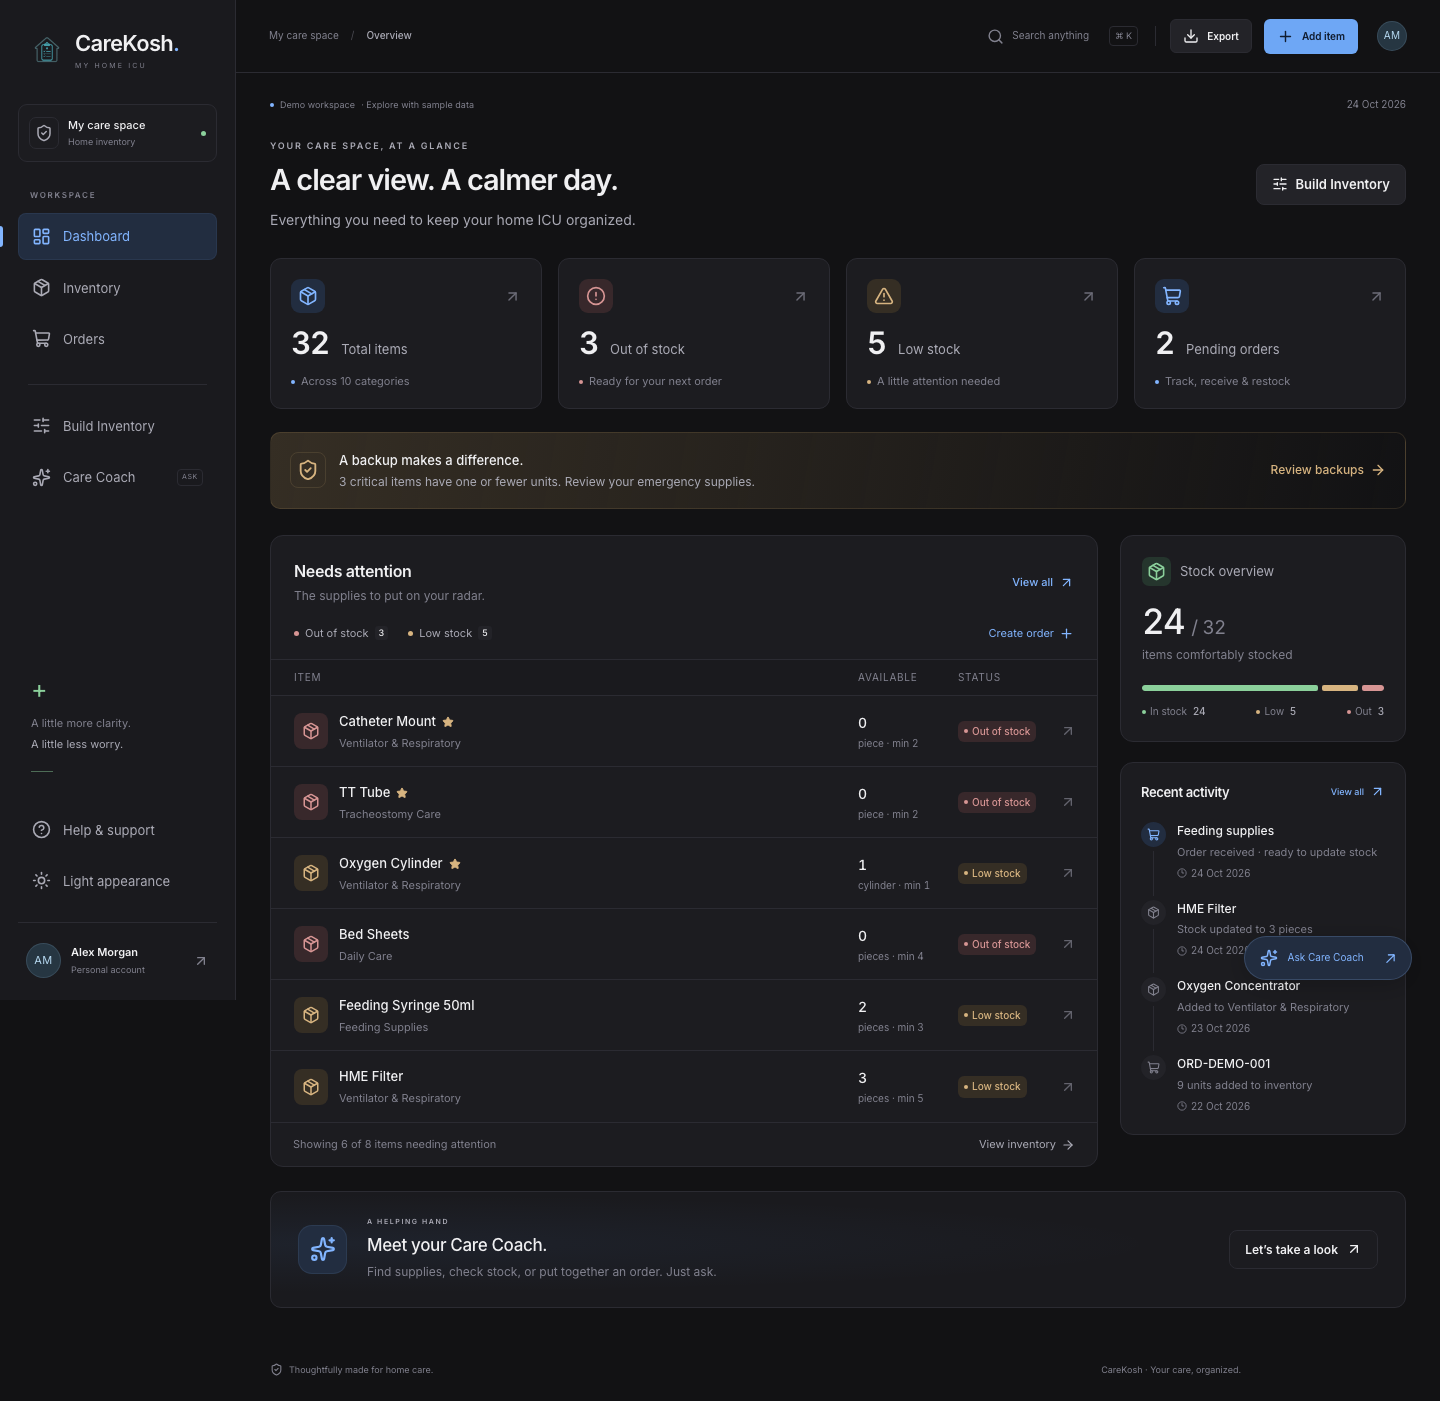 CareKosh.
MY HOME ICU
My care space
Home inventory
WORKSPACE
Dashboard
Inventory
Orders
Build Inventory
Care Coach ASK
A little more clarity.
A little less worry.
Help & support
Light appearance
AM Alex Morgan
Personal account
My care space / Overview
Search anything ⌘ K
Export
Add item
AM
Demo workspace · Explore with sample data
24 Oct 2026
YOUR CARE SPACE, AT A GLANCE
A clear view. A calmer day.
Everything you need to keep your home ICU organized.
Build Inventory
32 Total items
Across 10 categories
3 Out of stock
Ready for your next order
5 Low stock
A little attention needed
2 Pending orders
Track, receive & restock
A backup makes a difference.
3 critical items have one or fewer units. Review your emergency supplies.
Review backups
Needs attention
The supplies to put on your radar.
View all
Out of stock 3 Low stock 5
Create order
ITEM AVAILABLE STATUS
Catheter Mount 0 Out of stock
Ventilator & Respiratory piece · min 2
TT Tube 0 Out of stock
Tracheostomy Care piece · min 2
Oxygen Cylinder 1 Low stock
Ventilator & Respiratory cylinder · min 1
Bed Sheets 0 Out of stock
Daily Care pieces · min 4
Feeding Syringe 50ml 2 Low stock
Feeding Supplies pieces · min 3
HME Filter 3 Low stock
Ventilator & Respiratory pieces · min 5
Showing 6 of 8 items needing attention
View inventory
Stock overview
24 / 32
items comfortably stocked
In stock 24 Low 5 Out 3
Recent activity
View all
Feeding supplies
Order received · ready to update stock
24 Oct 2026
HME Filter
Stock updated to 3 pieces
24 Oct 202
Ask Care Coach
Oxygen Concentrator
Added to Ventilator & Respiratory
23 Oct 2026
ORD-DEMO-001
9 units added to inventory
22 Oct 2026
A HELPING HAND
Meet your Care Coach.
Find supplies, check stock, or put together an order. Just ask.
Let’s take a look
Thoughtfully made for home care.
CareKosh · Your care, organized.